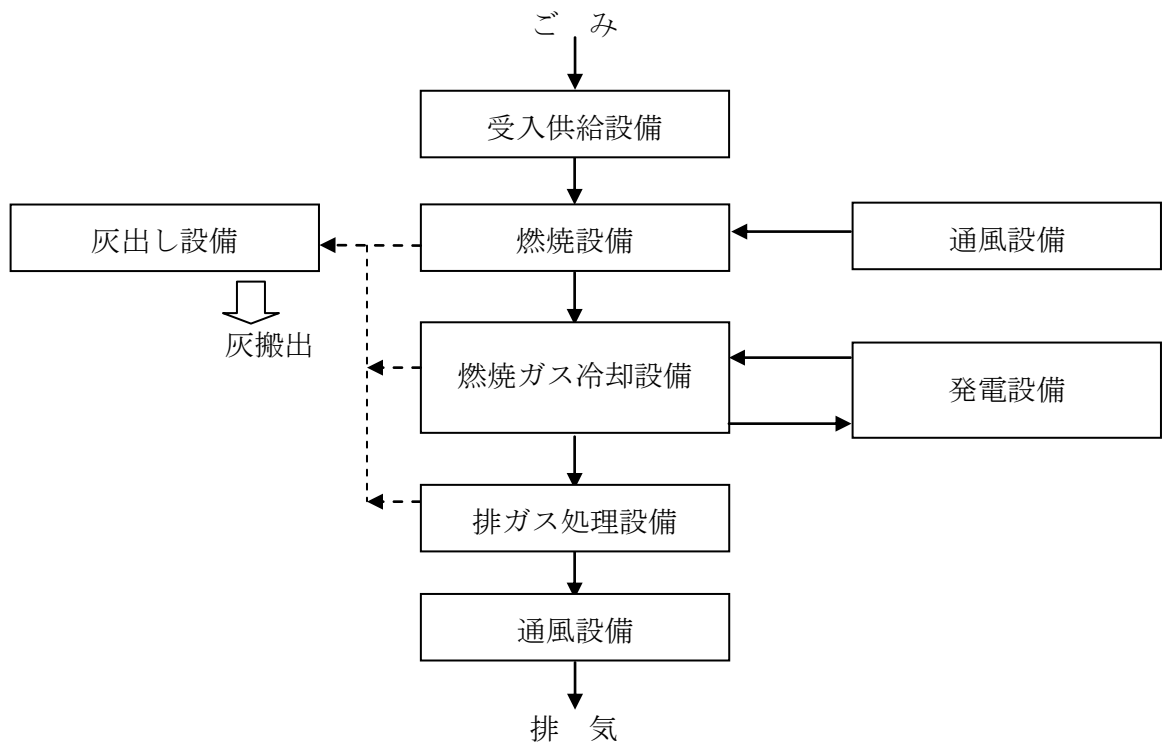 ご　み
受入供給設備
灰出し設備
燃焼設備
通風設備
灰搬出
燃焼ガス冷却設備
発電設備
排ガス処理設備
通風設備
排　気